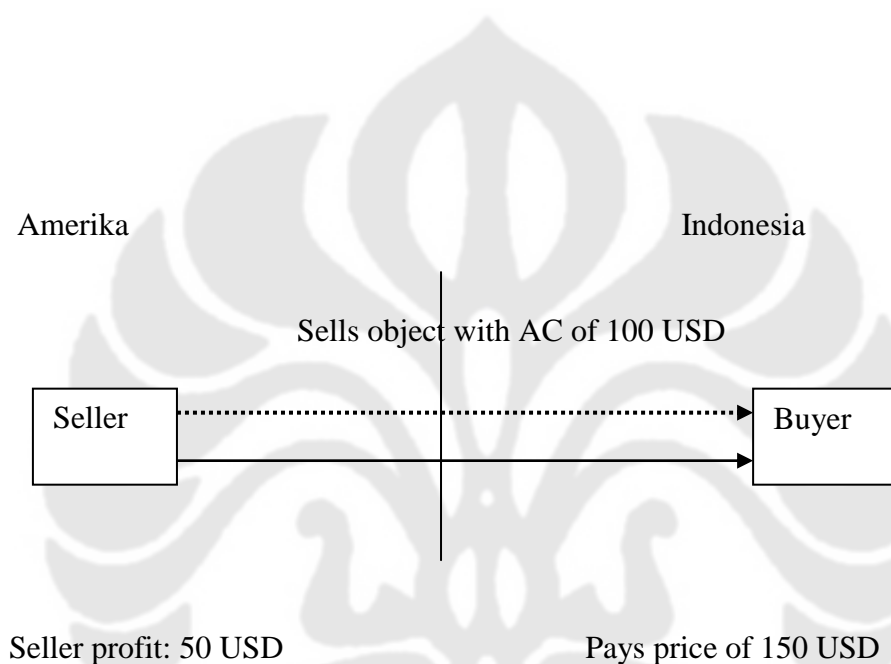 Amerika
Indonesia
Sells object with AC of 100 USD
Seller
Buyer
Seller profit: 50 USD
Pays price of 150 USD